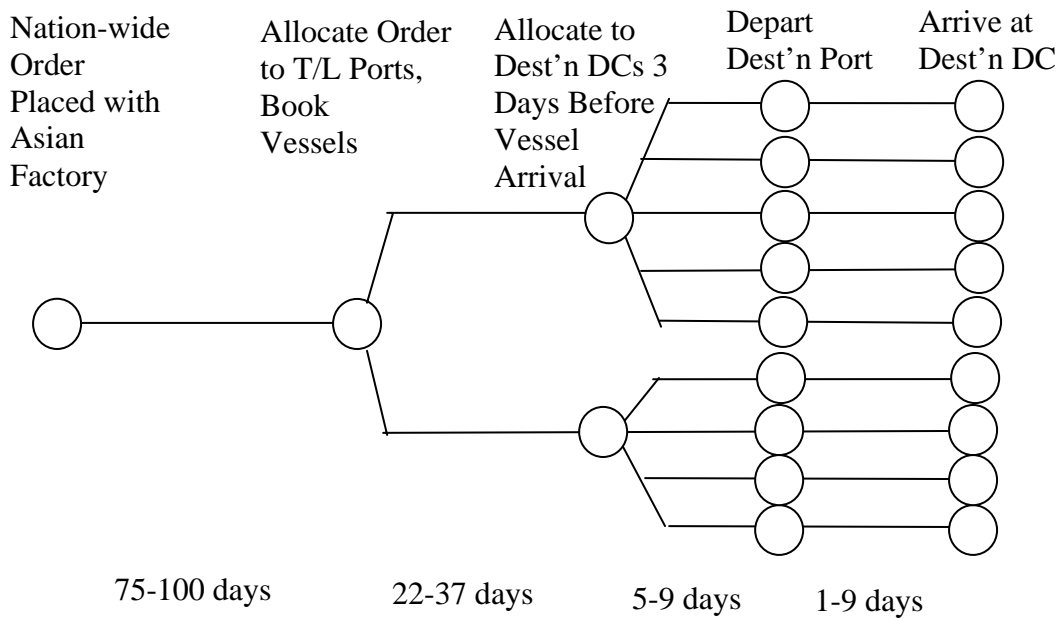 Nation-wide
Order
Placed with
Asian
Factory
Allocate Order
to T/L Ports,
Book
Vessels
Allocate to
Dest'n DCs 3
Days Before
Vessel
Arrival
Depart
Dest'n Port
Arrive at
Dest'n DC
75-100 days
22-37 days
5-9 days
1-9 days